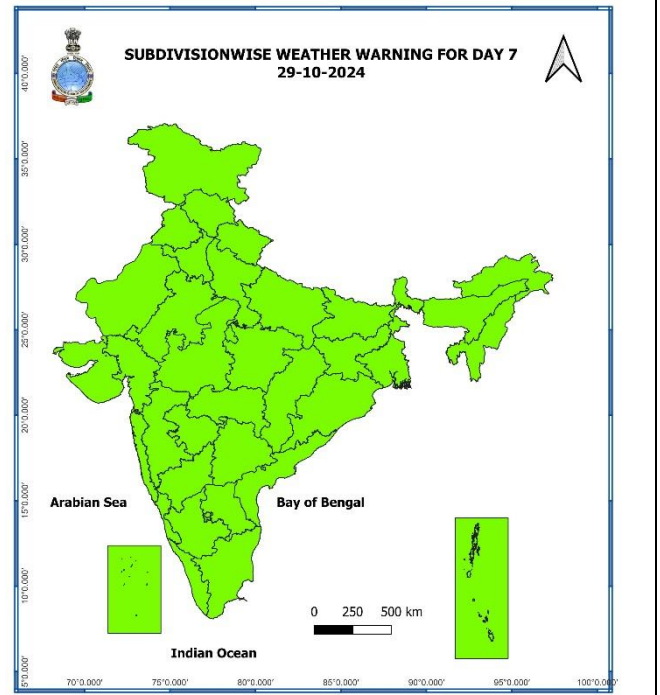 SUBDIVISIONWISE WEATHER WARNING FOR DAY 7
29-10-2024
40°0.000'
35°0.000'
30°0.000'
25°0.000'
20°0.000'
15°0.000'
10°0.000'
5°0.000'
Arabian Sea
Bay of Bengal
0 250 500 km
Indian Ocean
70°0.000' 75°0.000' 80°0.000' 85°0.000' 90°0.000' 95°0.000' 100°0.000'